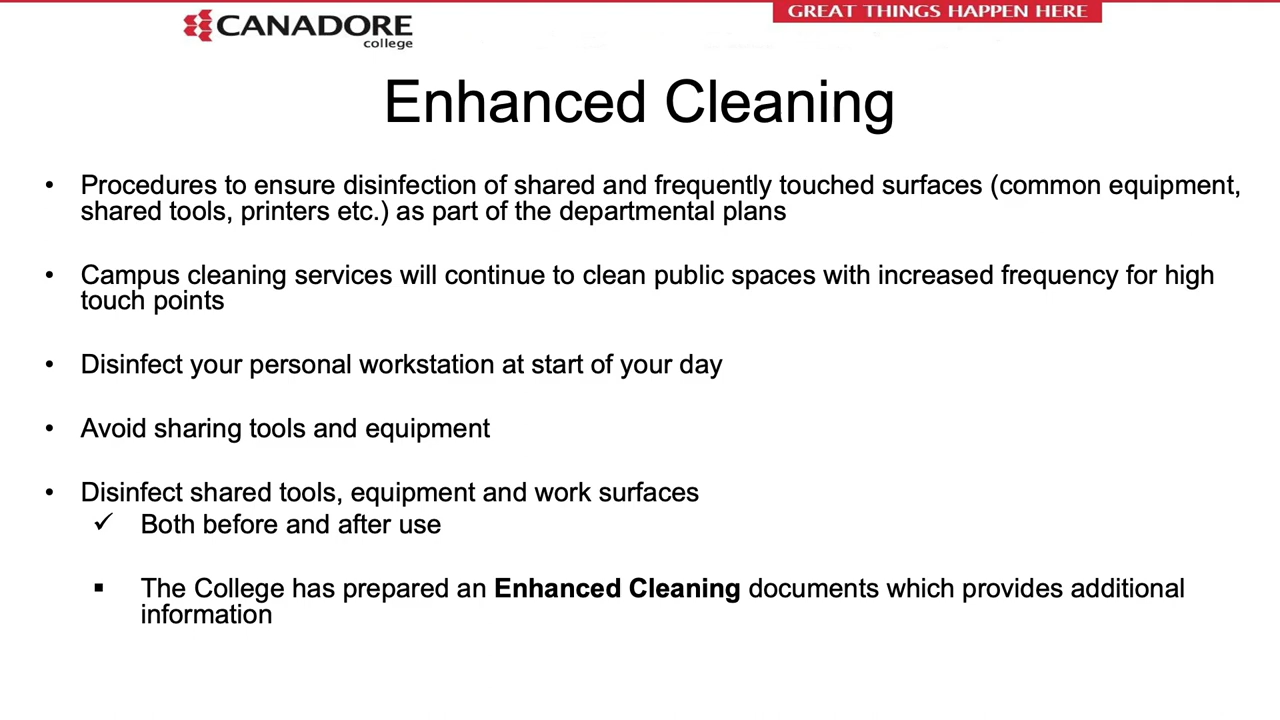 CANADORE
college
GREAT THINGS HAPPEN HERE
Enhanced Cleaning
• Procedures to ensure disinfection of shared and frequently touched surfaces (common equipment,
shared tools, printers etc.) as part of the departmental plans
• Campus cleaning services will continue to clean public spaces with increased frequency for high
touch points
• Disinfect your personal workstation at start of your day
• Avoid sharing tools and equipment
• Disinfect shared tools, equipment and work surfaces
✓ Both before and after use
▪ The College has prepared an Enhanced Cleaning documents which provides additional
information